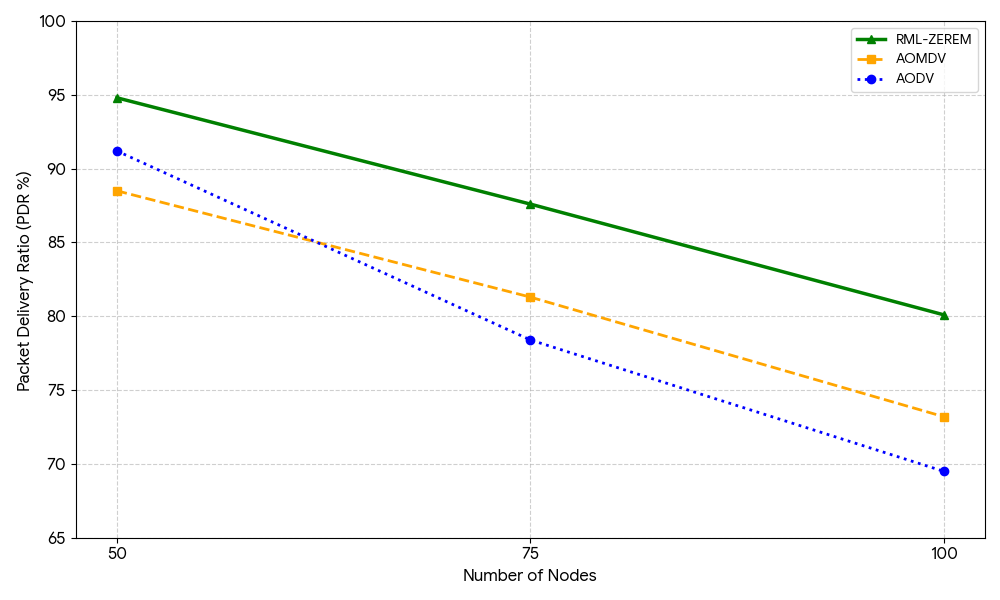 100
95
90
85
80
75
70
65
Packet Delivery Ratio (PDR %)
RML-ZEREM
AOMDV
AODV
50
75
100
Number of Nodes